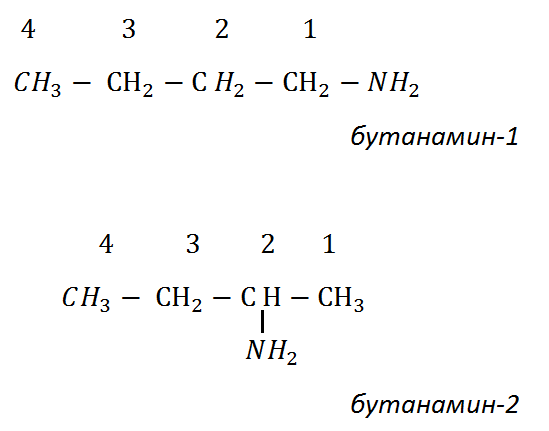 4 3 2 1
CH₃ − CH₂ − CH₂ − CH₂ − NH₂
бутанамин-1
4 3 2 1
CH₃ − CH₂ − CH − CH₃
NH₂
бутанамин-2